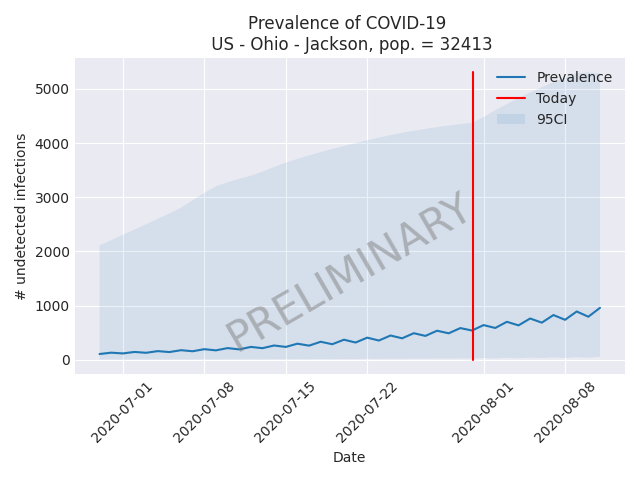 Prevalence of COVID-19
US - Ohio - Jackson, pop. = 32413
Prevalence
Today
95CI
# undetected infections
5000
4000
3000
2000
1000
0
PRELIMINARY
2020-07-01
2020-07-08
2020-07-15
2020-07-22
2020-08-01
2020-08-08
Date